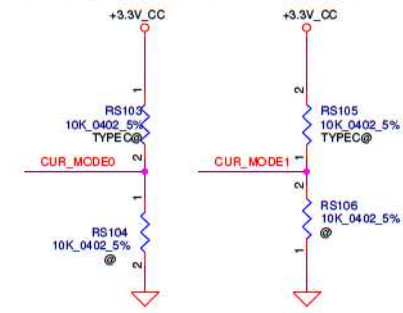 +3.3V_CC
+3.3V_CC
1
RS103
10K_0402_5%
TYPEC@
2
CUR_MODE0
1
RS104
10K_0402_5%
@
2
2
RS105
10K_0402_5%
TYPEC@
1
CUR_MODE1
2
RS106
10K_0402_5%
@
1